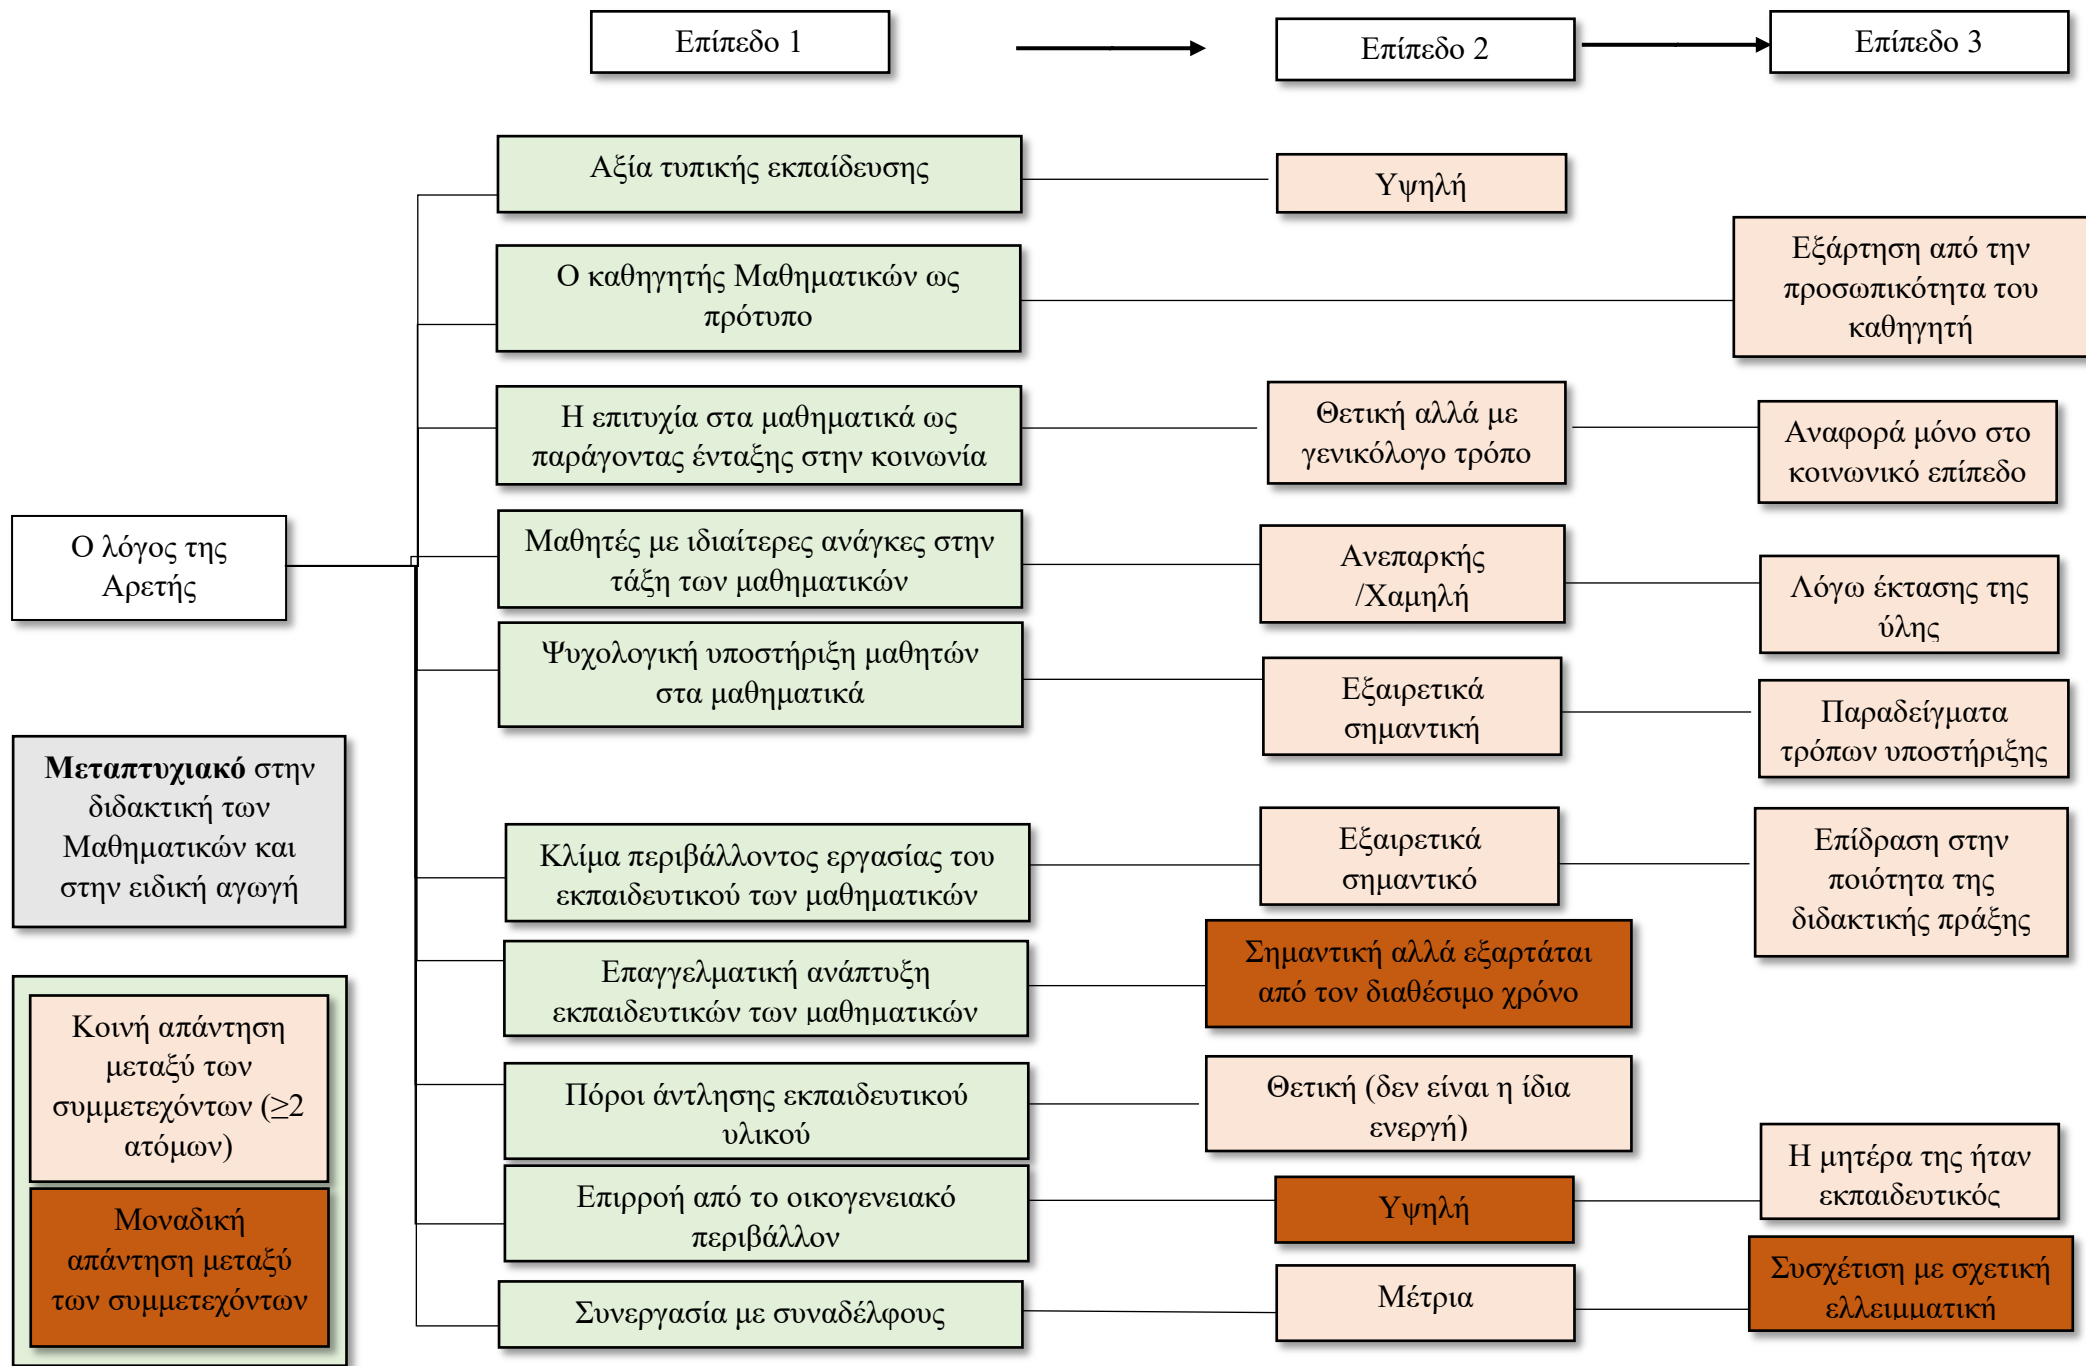 Επίπεδο 1
Επίπεδο 2
Επίπεδο 3
Αξία τυπικής εκπαίδευσης
Υψηλή
Ο καθηγητής Μαθηματικών ως
πρότυπο
Εξάρτηση από την
προσωπικότητα του
καθηγητή
Η επιτυχία στα μαθηματικά ως
παράγοντας ένταξης στην κοινωνία
Θετική αλλά με
γενικόλογο τρόπο
Αναφορά μόνο στο
κοινωνικό επίπεδο
Ο λόγος της
Αρετής
Μαθητές με ιδιαίτερες ανάγκες στην
τάξη των μαθηματικών
Ανεπαρκής
/Χαμηλή
Λόγω έκτασης της
ύλης
Ψυχολογική υποστήριξη μαθητών
στα μαθηματικά
Εξαιρετικά
σημαντική
Παραδείγματα
τρόπων υποστήριξης
Μεταπτυχιακό στην
διδακτική των
Μαθηματικών και
στην ειδική αγωγή
Κλίμα περιβάλλοντος εργασίας του
εκπαιδευτικού των μαθηματικών
Εξαιρετικά
σημαντικό
Επίδραση στην
ποιότητα της
διδακτικής πράξης
Επαγγελματική ανάπτυξη
εκπαιδευτικών των μαθηματικών
Σημαντική αλλά εξαρτάται
από τον διαθέσιμο χρόνο
Κοινή απάντηση
μεταξύ των
συμμετεχόντων (≥2
ατόμων)
Πόροι άντλησης εκπαιδευτικού
υλικού
Θετική (δεν είναι η ίδια
ενεργή)
Επιρροή από το οικογενειακό
περιβάλλον
Υψηλή
Η μητέρα της ήταν
εκπαιδευτικός
Μοναδική
απάντηση μεταξύ
των συμμετεχόντων
Συνεργασία με συναδέλφους
Μέτρια
Συσχέτιση με σχετική
ελλειμματική